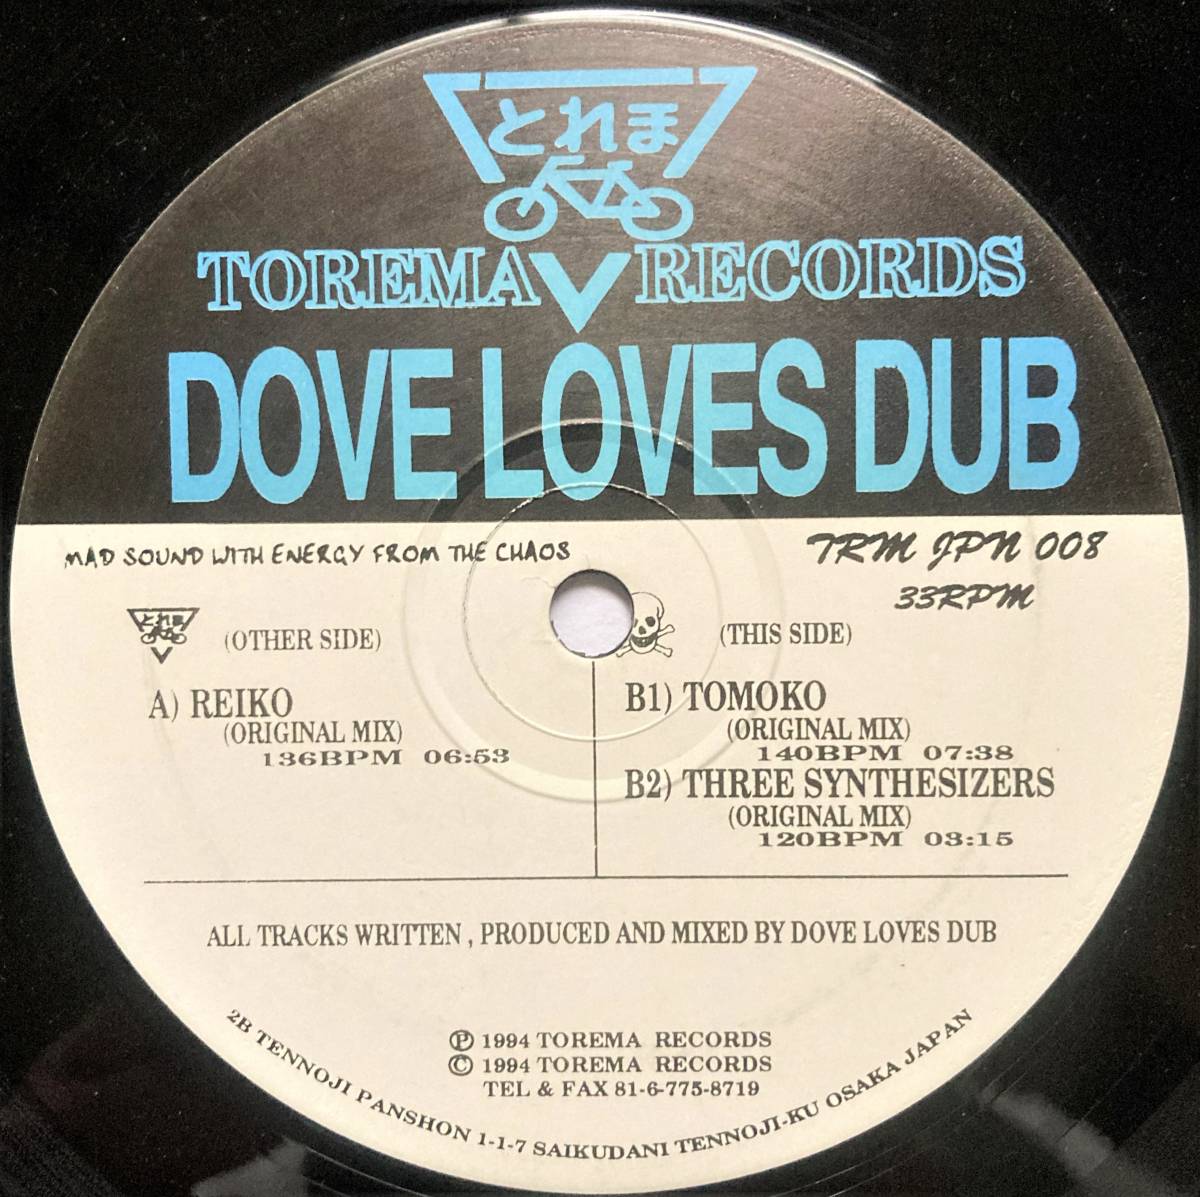 とれま
TOREMA RECORDS
DOVE LOVES DUB
MAD SOUND WITH ENERGY FROM THE CHAOS
TRM JPN 008
33RPM
とれま
(OTHER SIDE)
A) REIKO
(ORIGINAL MIX)
136BPM 06:53
(THIS SIDE)
B1) TOMOKO
(ORIGINAL MIX)
140BPM 07:38
B2) THREE SYNTHESIZERS
(ORIGINAL MIX)
120BPM 03:15
ALL TRACKS WRITTEN , PRODUCED AND MIXED BY DOVE LOVES DUB
Ⓟ 1994 TOREMA RECORDS
© 1994 TOREMA RECORDS
TEL & FAX 81-6-775-8719
2B TENNOJI PANSHON 1-1-7 SAIKUDANI TENNOJI-KU OSAKA JAPAN